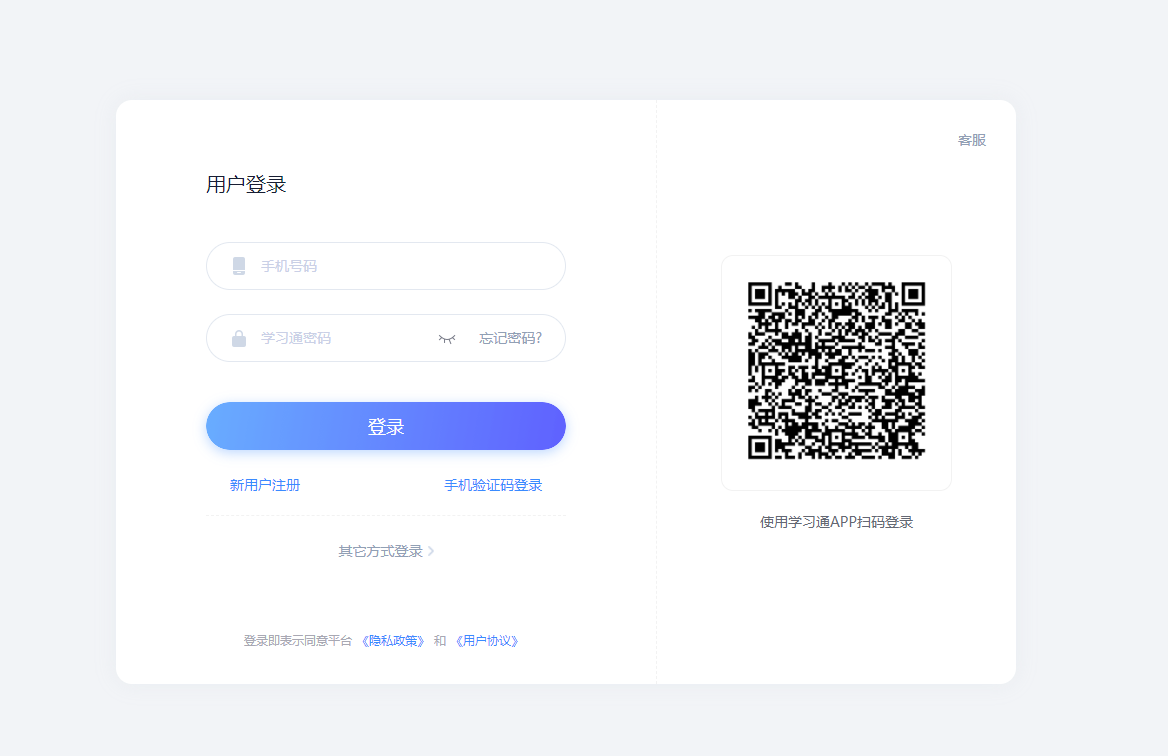 客服
用户登录
手机号码
学习通密码 忘记密码?
登录
新用户注册 手机验证码登录
其它方式登录
登录即表示同意平台 《隐私政策》 和 《用户协议》
使用学习通APP扫码登录